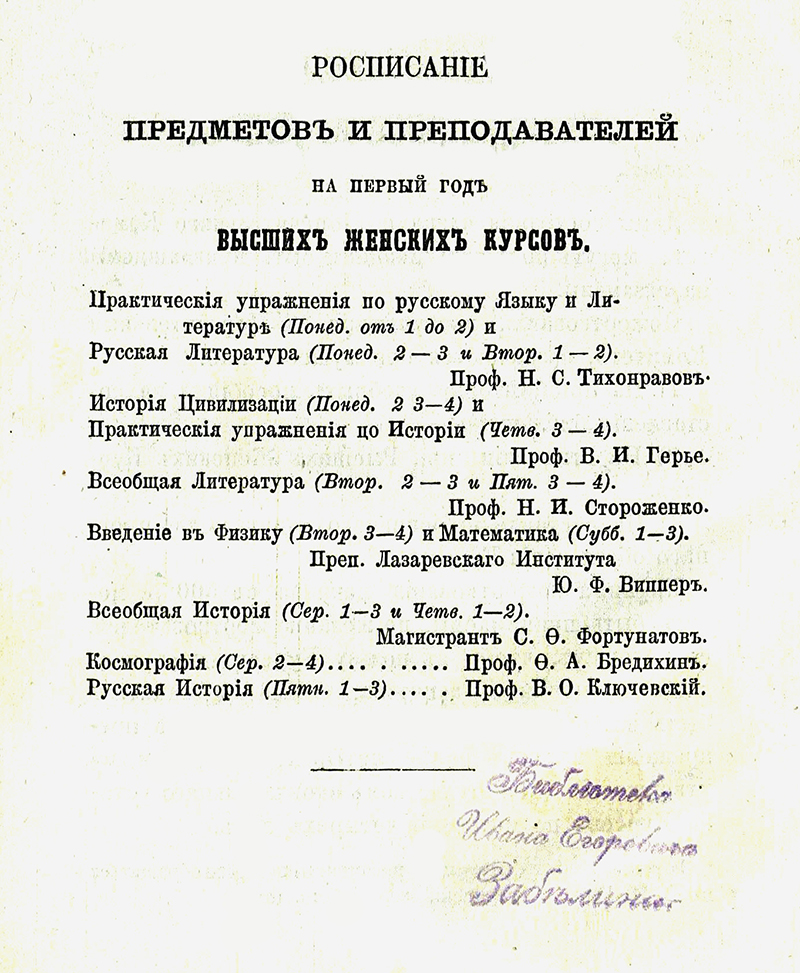 РОСПИСАНІЕ
ПРЕДМЕТОВЪ И ПРЕПОДАВАТЕЛЕЙ
НА ПЕРВЫЙ ГОДЪ
ВЫСШИХЪ ЖЕНСКИХЪ КУРСОВЪ.
Практическія упражненія по русскому Языку и Ли-
тературѣ (Понед. отъ 1 до 2) и
Русская Литература (Понед. 2 — 3 и Втор. 1 — 2).
Проф. Н. С. Тихонравовъ.
Исторія Цивилизаціи (Понед. 2 3—4) и
Практическія упражненія цо Исторіи (Четв. 3 — 4).
Проф. В. И. Герье.
Всеобщая Литература (Втор. 2 — 3 и Пят. 3 — 4).
Проф. Н. И. Стороженко.
Введеніе въ Физику (Втор. 3—4) и Математика (Субб. 1—3).
Преп. Лазаревскаго Института
Ю. Ф. Випперъ.
Всеобщая Исторія (Сер. 1—3 и Четв. 1—2).
Магистрантъ С. Ѳ. Фортунатовъ.
Космографія (Сер. 2—4).... . ..... Проф. Ѳ. А. Бредихинъ.
Русская Исторія (Пятн. 1—3)..... Проф. В. О. Ключевскій.
Библіотека
Ивана Егоровича
Забѣлина.